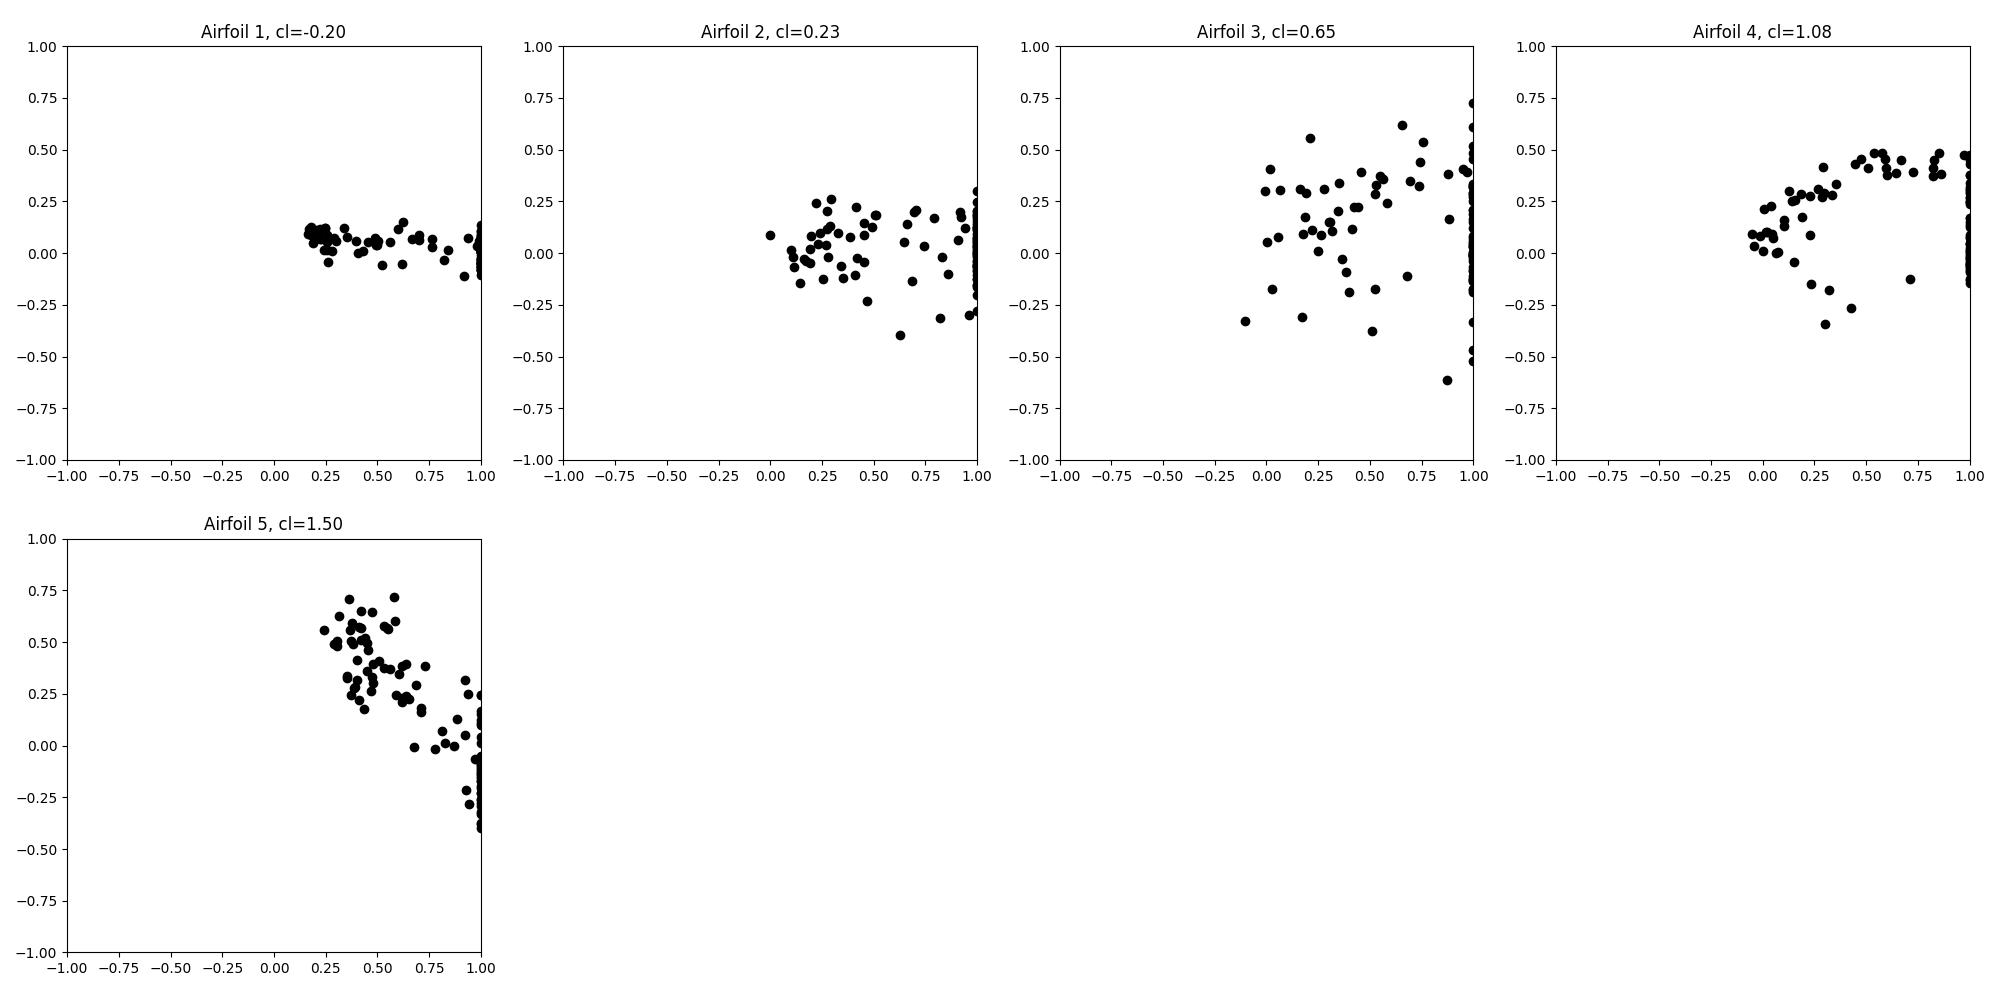 Airfoil 1, cl=-0.20
Airfoil 2, cl=0.23
Airfoil 3, cl=0.65
Airfoil 4, cl=1.08
1.00 1.00 1.00 1.00
0.75 0.75 0.75 0.75
0.50 0.50 0.50 0.50
0.25 0.25 0.25 0.25
0.00 0.00 0.00 0.00
−0.25 −0.25 −0.25 −0.25
−0.50 −0.50 −0.50 −0.50
−0.75 −0.75 −0.75 −0.75
−1.00 −1.00 −1.00 −1.00
−1.00 −0.75 −0.50 −0.25 0.00 0.25 0.50 0.75 1.00
−1.00 −0.75 −0.50 −0.25 0.00 0.25 0.50 0.75 1.00
−1.00 −0.75 −0.50 −0.25 0.00 0.25 0.50 0.75 1.00
−1.00 −0.75 −0.50 −0.25 0.00 0.25 0.50 0.75 1.00
Airfoil 5, cl=1.50
1.00
0.75
0.50
0.25
0.00
−0.25
−0.50
−0.75
−1.00
−1.00 −0.75 −0.50 −0.25 0.00 0.25 0.50 0.75 1.00